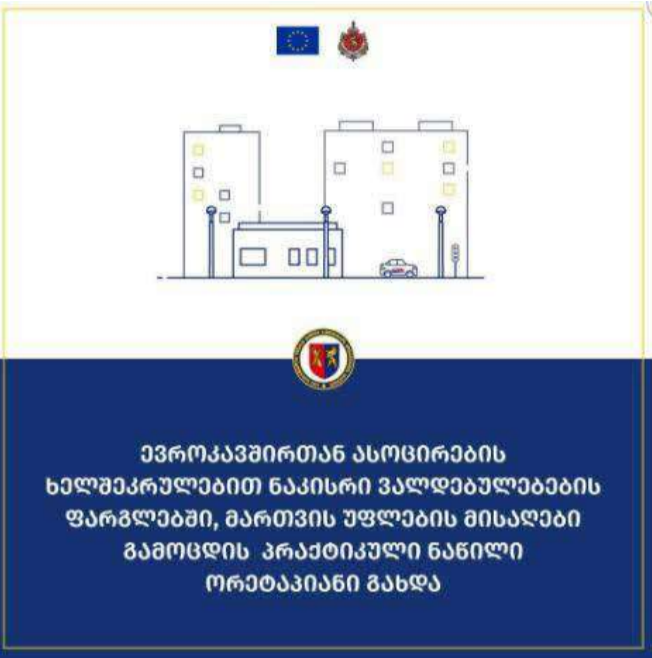 ევროკავშირთან ასოცირების
ხელშეკრულებით ნაკისრი ვალდებულებების
ფარგლებში, მართვის უფლების მისაღები
გამოცდის პრაქტიკული ნაწილი
ორეტაპიანი გახდა